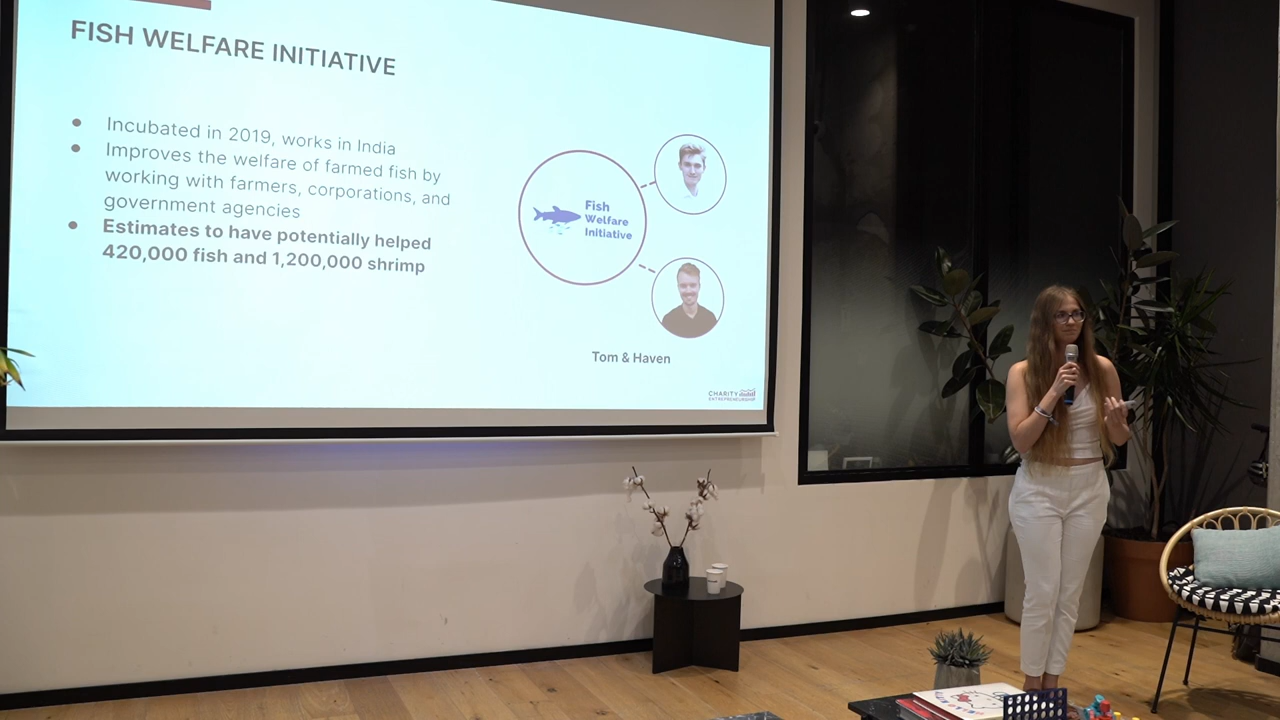 FISH WELFARE INITIATIVE
● Incubated in 2019, works in India
● Improves the welfare of farmed fish by
working with farmers, corporations, and
government agencies
● Estimates to have potentially helped
420,000 fish and 1,200,000 shrimp
Fish
Welfare
Initiative
Tom & Haven
CHARITY
ENTREPRENEURSHIP